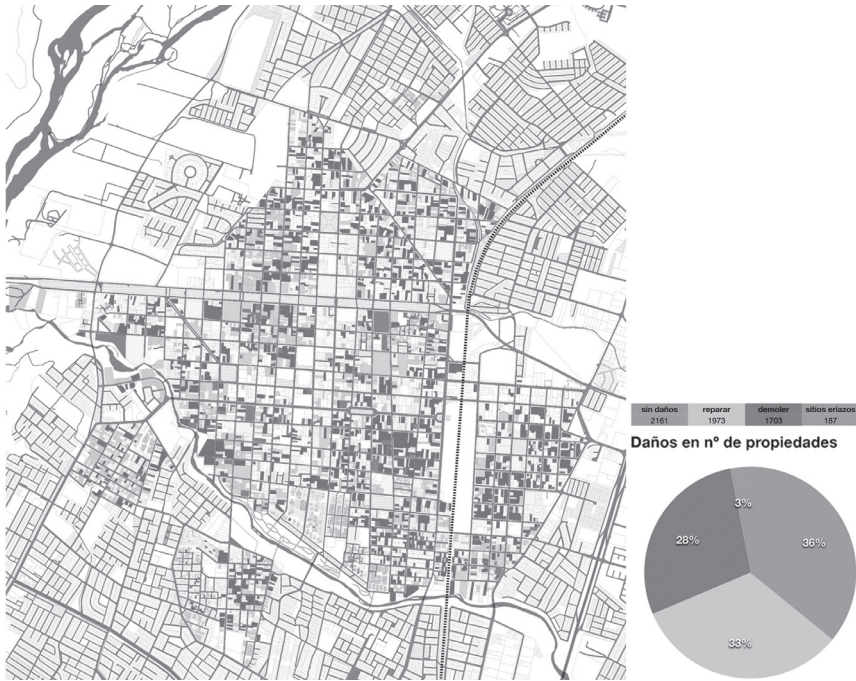 sin daños reparar demoler sitios eriazos
2161 1973 1703 187
Daños en nº de propiedades
3%
28% 36%
33%